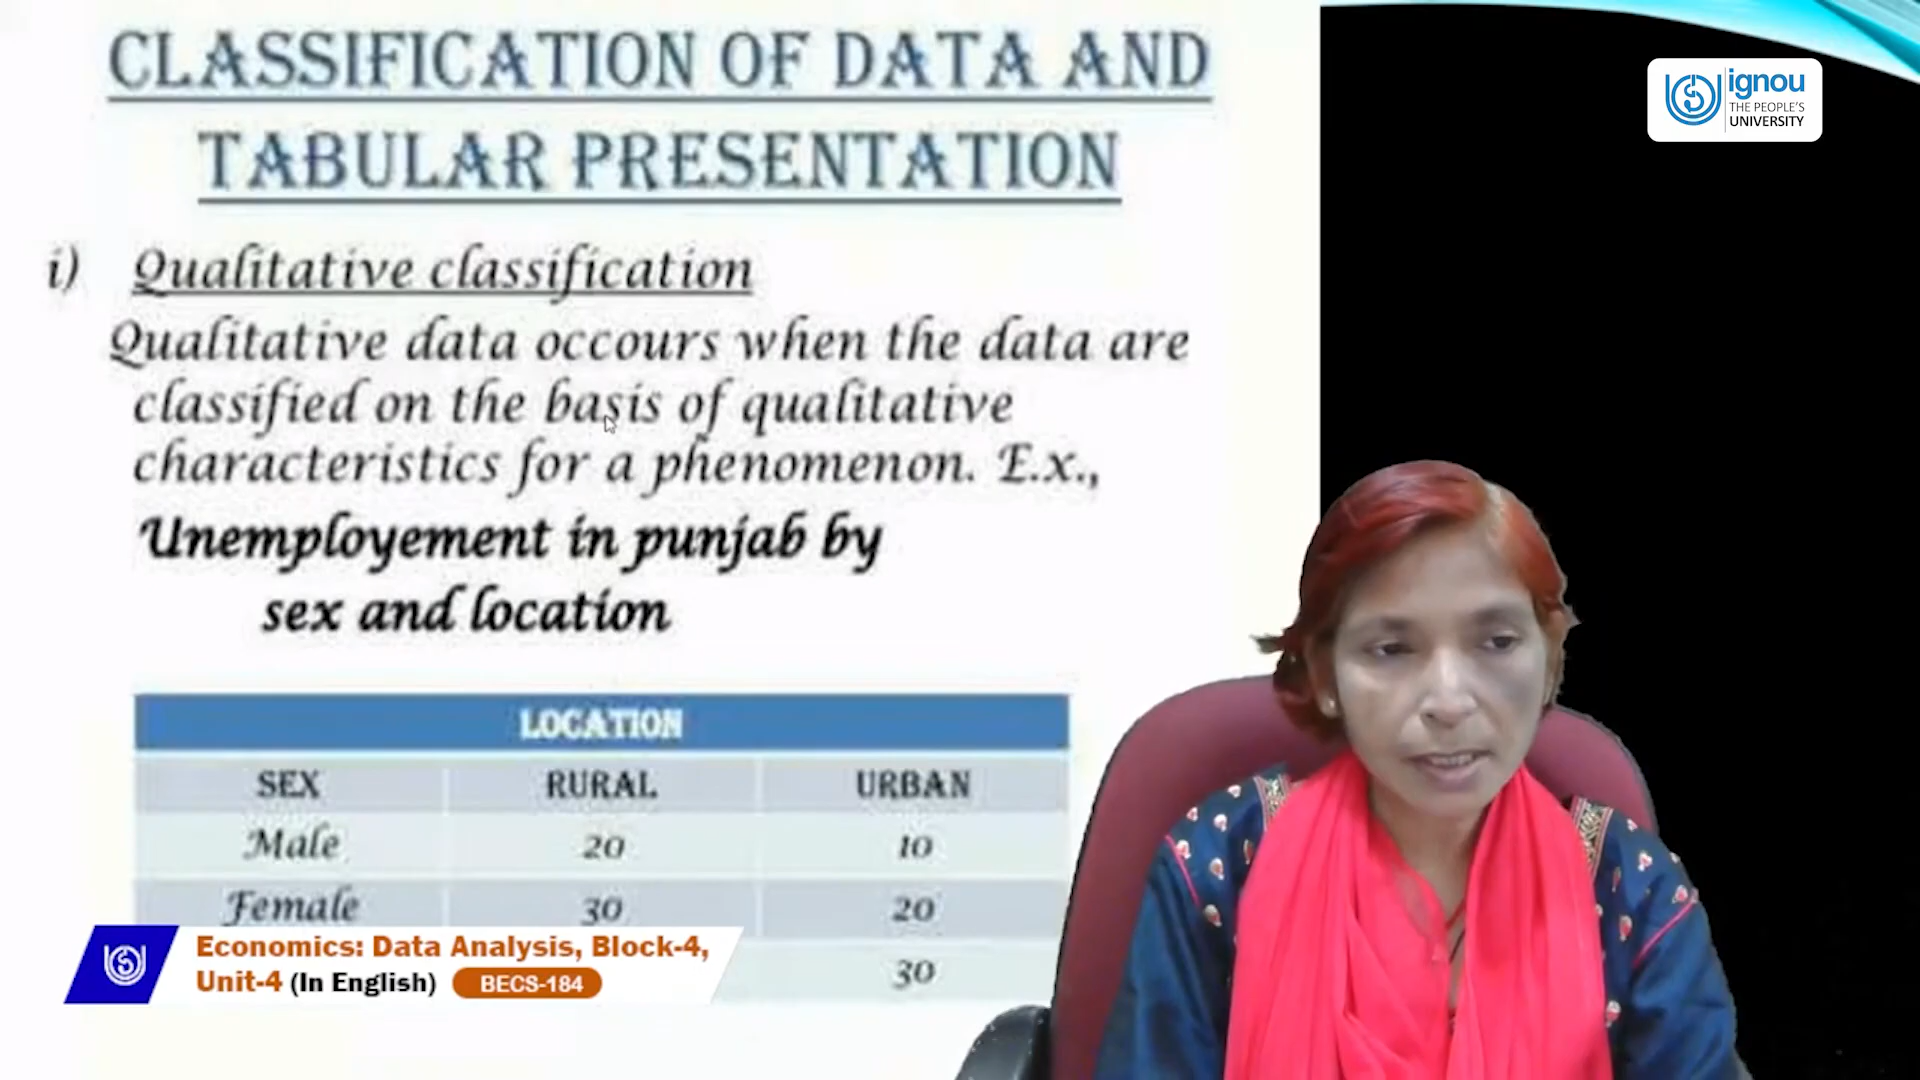 CLASSIFICATION OF DATA AND
TABULAR PRESENTATION
i) Qualitative classification
Qualitative data occours when the data are
classified on the basis of qualitative
characteristics for a phenomenon. E.x.,
Unemployement in punjab by
sex and location
LOCATION
SEX RURAL URBAN
Male 20 10
Female 30 20
30
Economics: Data Analysis, Block-4,
Unit-4 (In English) BECS-184
ignou
THE PEOPLE'S
UNIVERSITY